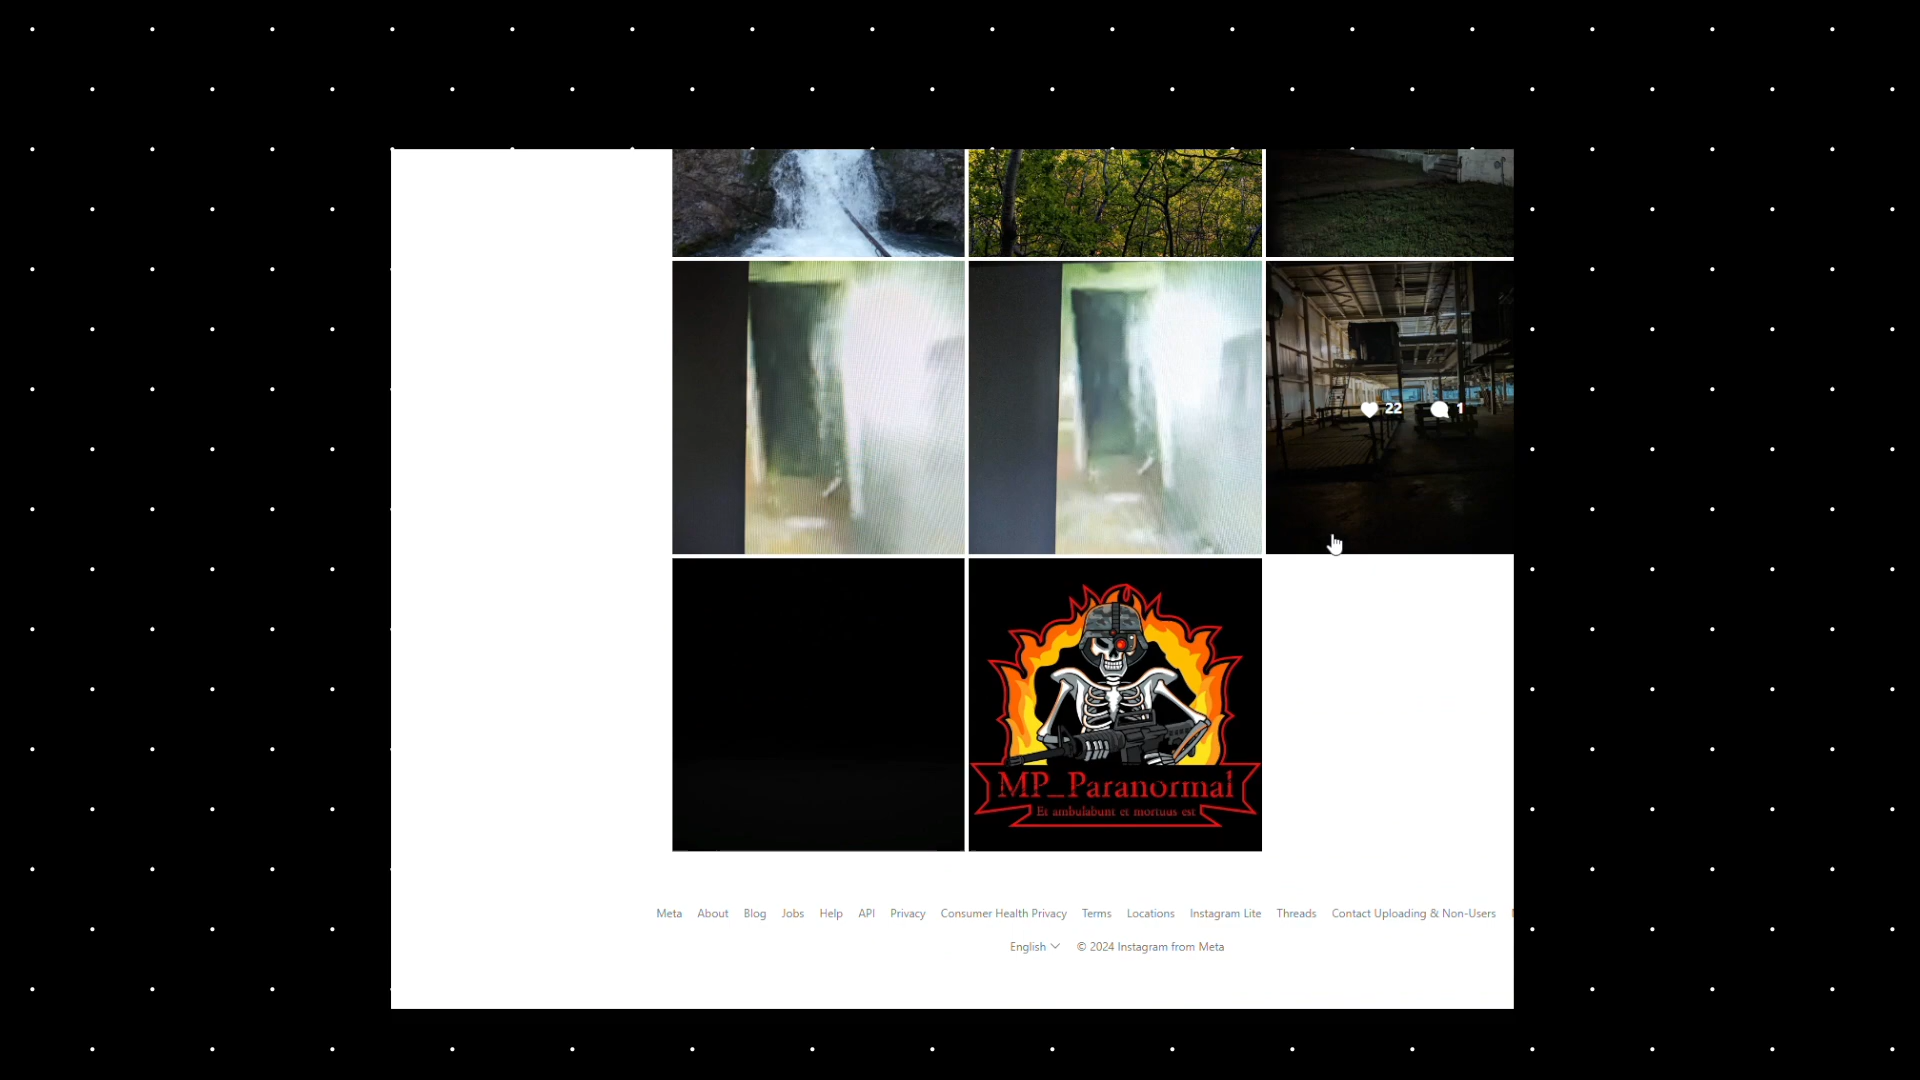 22 1
MP_Paranormal
Et ambulabunt et mortuus est
Meta About Blog Jobs Help API Privacy Consumer Health Privacy Terms Locations Instagram Lite Threads Contact Uploading & Non-Users
English © 2024 Instagram from Meta